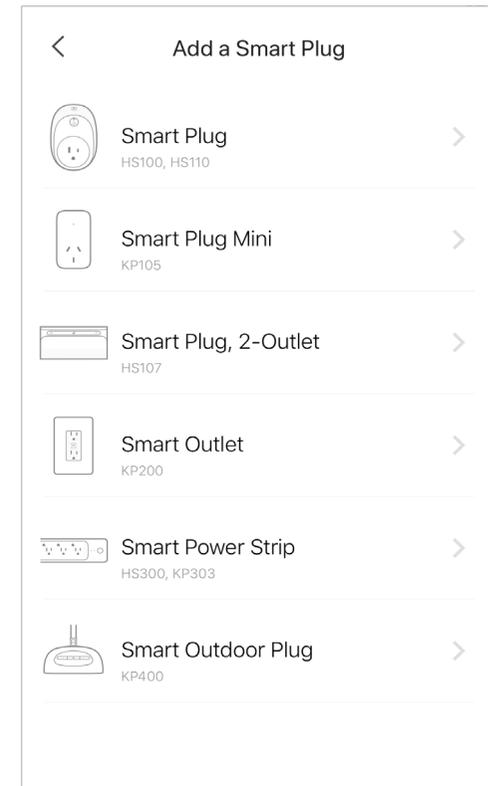 Add a Smart Plug
Smart Plug
HS100, HS110
Smart Plug Mini
KP105
Smart Plug, 2-Outlet
HS107
Smart Outlet
KP200
Smart Power Strip
HS300, KP303
Smart Outdoor Plug
KP400